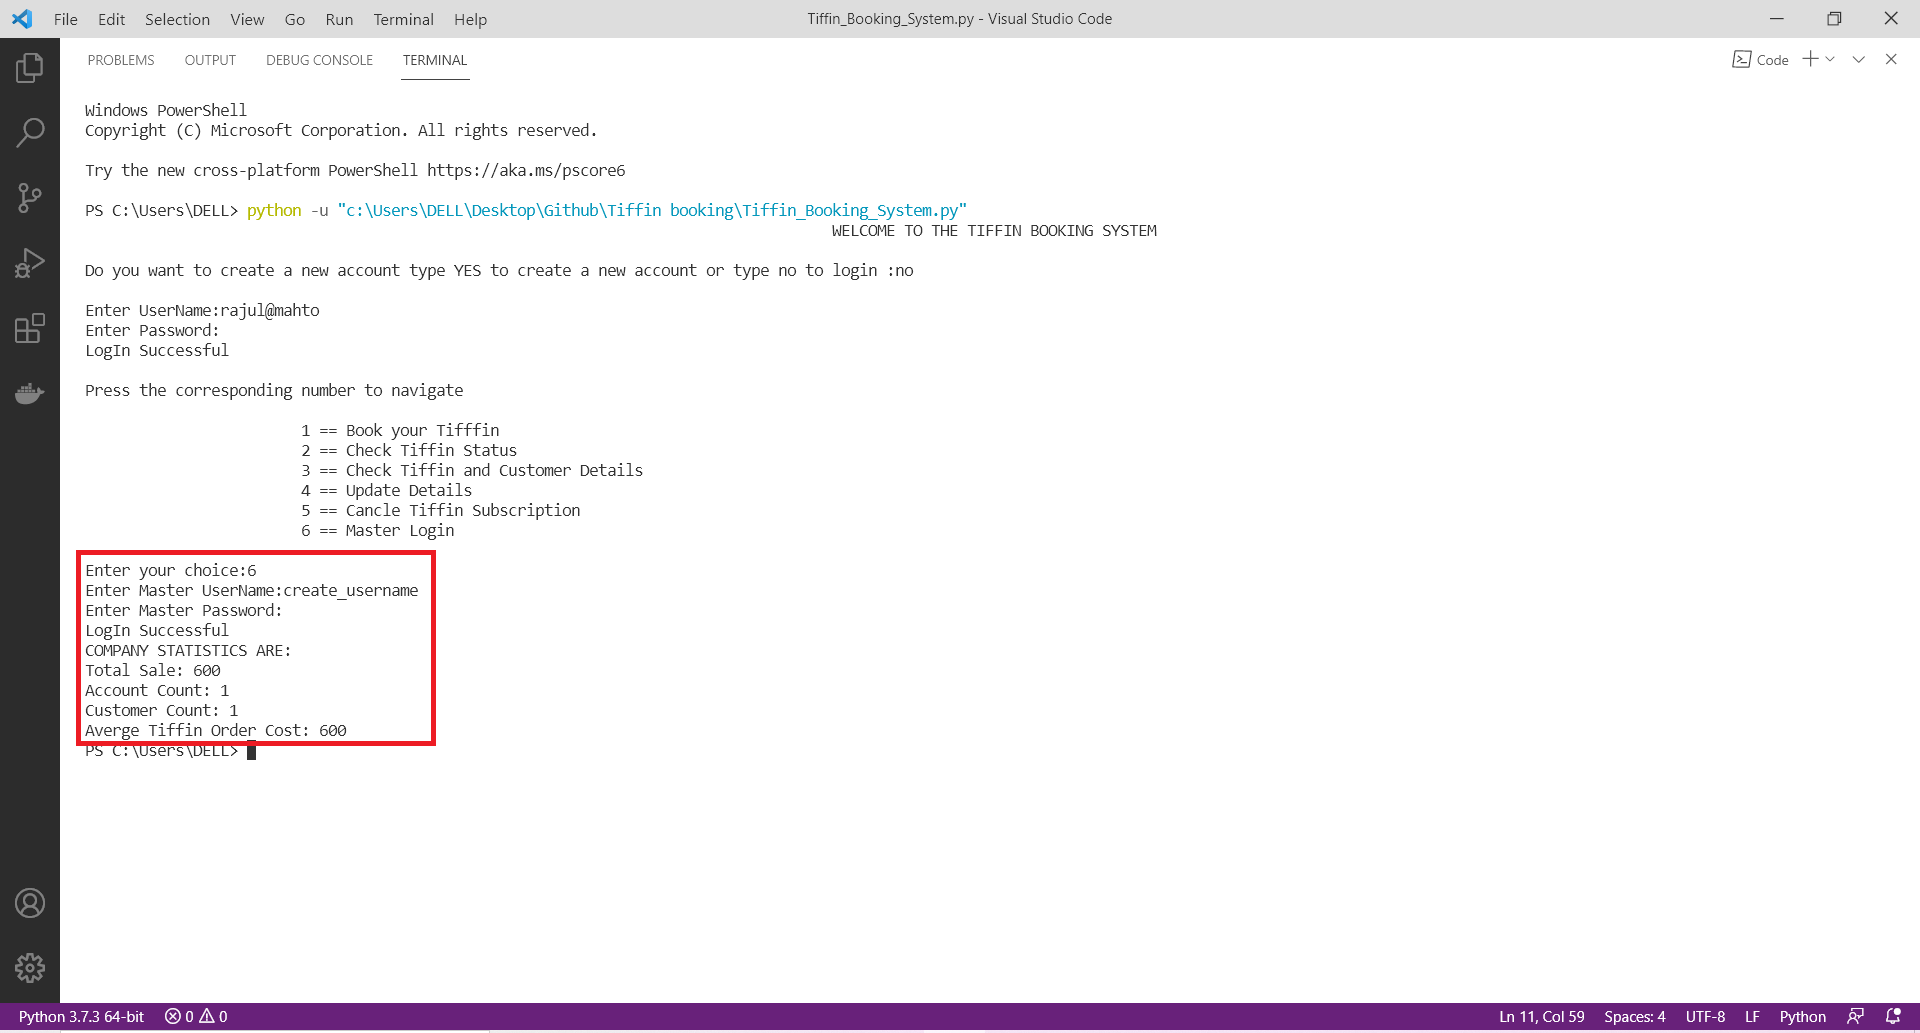 File Edit Selection View Go Run Terminal Help
Tiffin_Booking_System.py - Visual Studio Code
PROBLEMS OUTPUT DEBUG CONSOLE TERMINAL
Code
Windows PowerShell
Copyright (C) Microsoft Corporation. All rights reserved.
Try the new cross-platform PowerShell https://aka.ms/pscore6
PS C:\Users\DELL> python -u "c:\Users\DELL\Desktop\Github\Tiffin booking\Tiffin_Booking_System.py"
WELCOME TO THE TIFFIN BOOKING SYSTEM
Do you want to create a new account type YES to create a new account or type no to login :no
Enter UserName:rajul@mahto
Enter Password:
LogIn Successful
Press the corresponding number to navigate
1 == Book your Tifffin
2 == Check Tiffin Status
3 == Check Tiffin and Customer Details
4 == Update Details
5 == Cancle Tiffin Subscription
6 == Master Login
Enter your choice:6
Enter Master UserName:create_username
Enter Master Password:
LogIn Successful
COMPANY STATISTICS ARE:
Total Sale: 600
Account Count: 1
Customer Count: 1
Averge Tiffin Order Cost: 600
PS C:\Users\DELL>
Python 3.7.3 64-bit 0 0
Ln 11, Col 59 Spaces: 4 UTF-8 LF Python